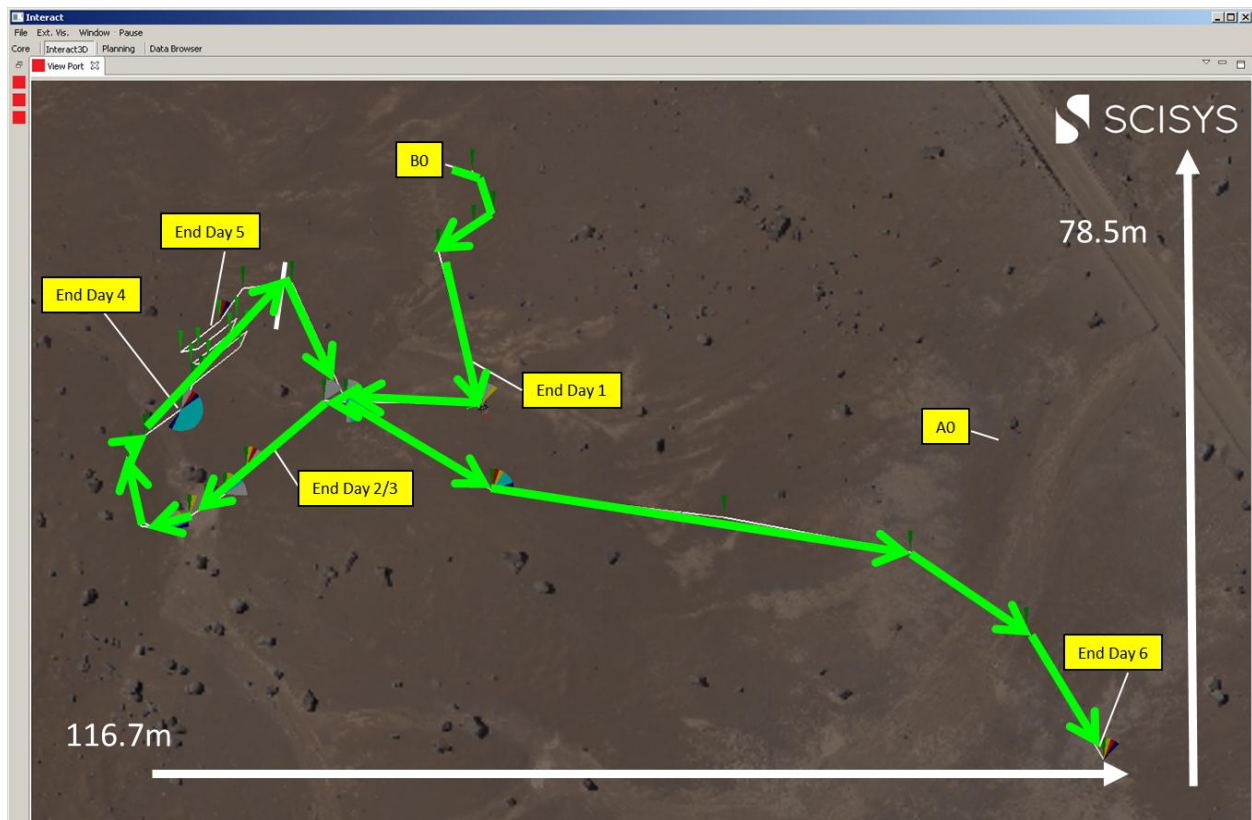 Interact
File Ext. Vis. Window Pause
Core Interact3D Planning Data Browser
View Port
SCISYS
B0
78.5m
End Day 5
End Day 4
End Day 1
A0
End Day 2/3
End Day 6
116.7m